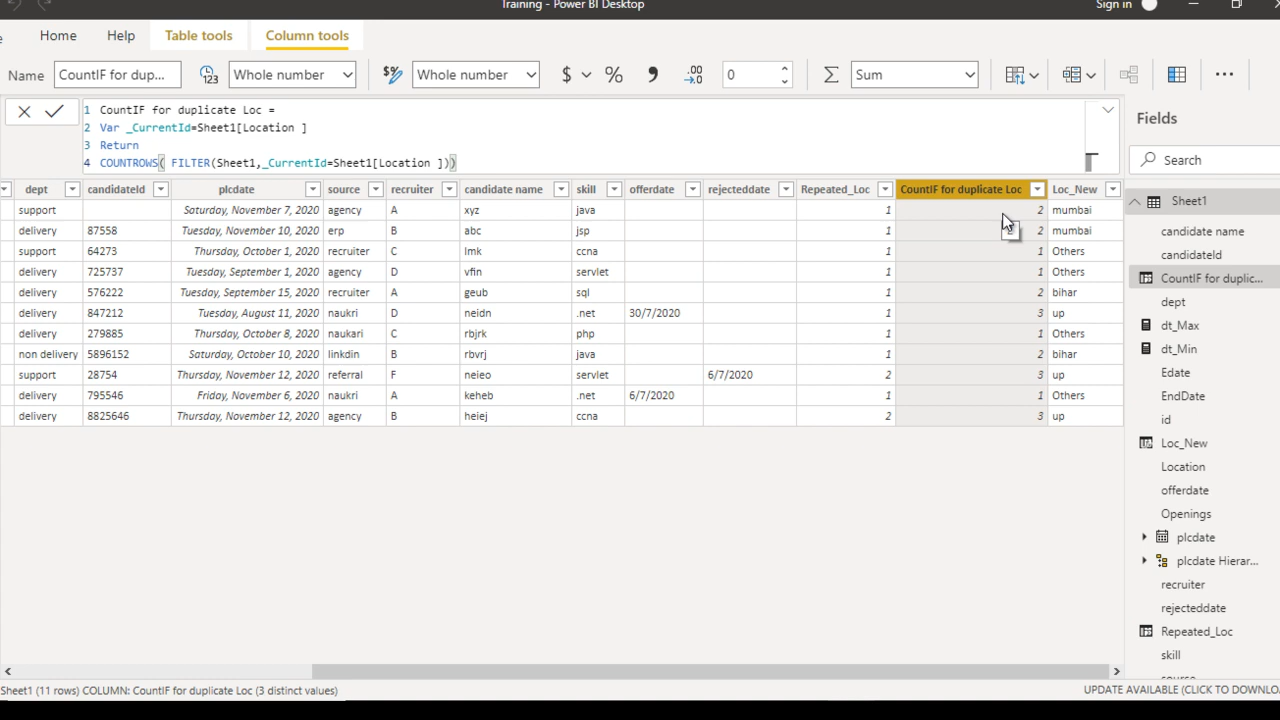 Training - Power BI Desktop
Sign in
Home Help Table tools Column tools
Name CountIF for dup... Whole number $% Whole number $ % 9 .00 0 Σ Sum
1 CountIF for duplicate Loc =
2 Var _CurrentId=Sheet1[Location ]
3 Return
4 COUNTROWS( FILTER(Sheet1,_CurrentId=Sheet1[Location ]))
Fields
Search
dept candidateId plcdate source recruiter candidate name skill offerdate rejecteddate Repeated_Loc CountIF for duplicate Loc Loc_New
support Saturday, November 7, 2020 agency A xyz java 1 2 mumbai
delivery 87558 Tuesday, November 10, 2020 erp B abc jsp 1 2 mumbai
support 64273 Thursday, October 1, 2020 recruiter C lmk ccna 1 1 Others
delivery 725737 Tuesday, September 1, 2020 agency D vfin servlet 1 1 Others
delivery 576222 Tuesday, September 15, 2020 recruiter A geub sql 1 2 bihar
delivery 847212 Tuesday, August 11, 2020 naukri D neidn .net 30/7/2020 1 3 up
delivery 279885 Thursday, October 8, 2020 naukari C rbjrk php 1 1 Others
non delivery 5896152 Saturday, October 10, 2020 linkdin B rbvrj java 1 2 bihar
support 28754 Thursday, November 12, 2020 referral F neieo servlet 6/7/2020 2 3 up
delivery 795546 Friday, November 6, 2020 naukri A keheb .net 6/7/2020 1 1 Others
delivery 8825646 Thursday, November 12, 2020 agency B heiej ccna 2 3 up
Sheet1
candidate name
candidateId
CountIF for duplic...
dept
dt_Max
dt_Min
Edate
EndDate
id
Loc_New
Location
offerdate
Openings
plcdate
plcdate Hierar...
recruiter
rejecteddate
Repeated_Loc
skill
Sheet1 (11 rows) COLUMN: CountIF for duplicate Loc (3 distinct values)
UPDATE AVAILABLE (CLICK TO DOWNLO